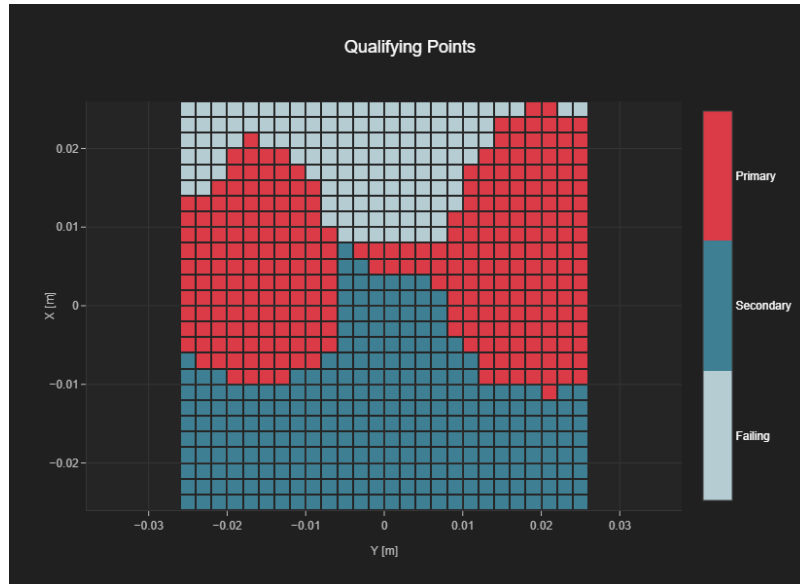 Qualifying Points
Primary
Secondary
Failing
X [m]
0.02
0.01
0
−0.01
−0.02
−0.03
−0.02
−0.01
0
0.01
0.02
0.03
Y [m]